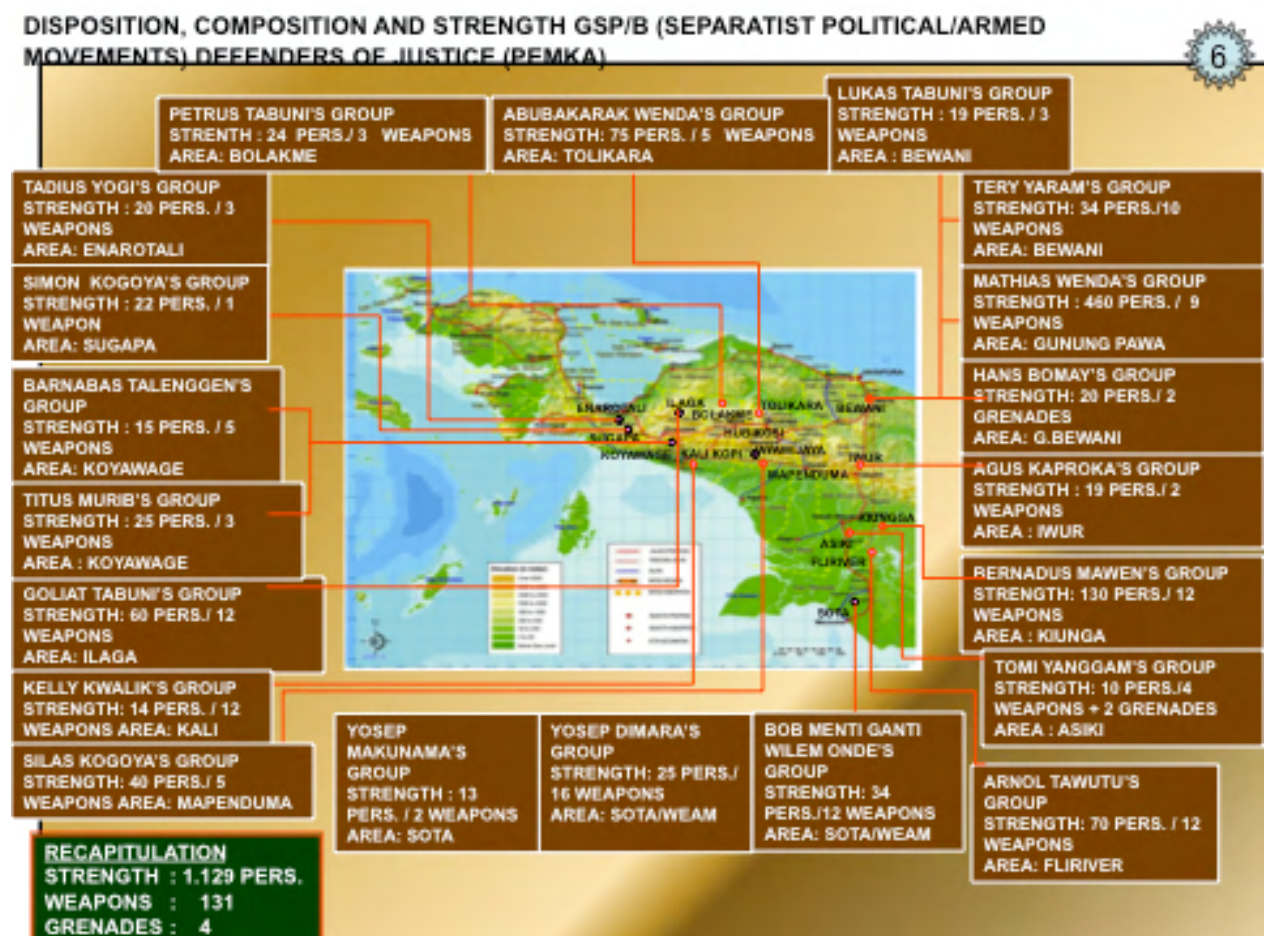 DISPOSITION, COMPOSITION AND STRENGTH GSP/B (SEPARATIST POLITICAL/ARMED
MOVEMENTS) DEFENDERS OF JUSTICE (PEMKA)
6
PETRUS TABUNI'S GROUP
STRENTH : 24 PERS./ 3 WEAPONS
AREA: BOLAKME
ABUBAKARAK WENDA'S GROUP
STRENGTH: 75 PERS. / 5 WEAPONS
AREA: TOLIKARA
LUKAS TABUNI'S GROUP
STRENGTH : 19 PERS. / 3
WEAPONS
AREA : BEWANI
TADIUS YOGI'S GROUP
STRENGTH : 20 PERS. / 3
WEAPONS
AREA: ENAROTALI
SIMON KOGOYA'S GROUP
STRENGTH : 22 PERS. / 1
WEAPON
AREA: SUGAPA
BARNABAS TALENGGEN'S
GROUP
STRENGTH : 15 PERS. / 5
WEAPONS
AREA: KOYAWAGE
TITUS MURIB'S GROUP
STRENGTH : 25 PERS. / 3
WEAPONS
AREA : KOYAWAGE
GOLIAT TABUNI'S GROUP
STRENGTH: 60 PERS./ 12
WEAPONS
AREA: ILAGA
KELLY KWALIK'S GROUP
STRENGTH: 14 PERS. / 12
WEAPONS AREA: KALI
SILAS KOGOYA'S GROUP
STRENGTH: 40 PERS./ 5
WEAPONS AREA: MAPENDUMA
TERY YARAM'S GROUP
STRENGTH: 34 PERS./10
WEAPONS
AREA: BEWANI
MATHIAS WENDA'S GROUP
STRENGTH : 460 PERS. / 9
WEAPONS
AREA: GUNUNG PAWA
HANS BOMAY'S GROUP
STRENGTH: 20 PERS./ 2
GRENADES
AREA: G.BEWANI
AGUS KAPROKA'S GROUP
STRENGTH : 19 PERS./ 2
WEAPONS
AREA : IWUR
BERNADUS MAWEN'S GROUP
STRENGTH: 130 PERS./ 12
WEAPONS
AREA : KIUNGA
TOMI YANGGAM'S GROUP
STRENGTH: 10 PERS./4
WEAPONS + 2 GRENADES
AREA : ASIKI
ARNOL TAWUTU'S
GROUP
STRENGTH: 70 PERS. / 12
WEAPONS
AREA: FLIRIVER
YOSEP
MAKUNAMA'S
GROUP
STRENGTH : 13
PERS. / 2 WEAPONS
AREA: SOTA
YOSEP DIMARA'S
GROUP
STRENGTH: 25 PERS./
16 WEAPONS
AREA: SOTA/WEAM
BOB MENTI GANTI
WILEM ONDE'S
GROUP
STRENGTH: 34
PERS./12 WEAPONS
AREA: SOTA/WEAM
ENAROTALI
ILAGA
BOLAKME
TOLIKARA
BEWANI
SUGAPA
KOYAWAGE
KALI KOPI
MAPENDUMA
IWUR
KIUNGGA
ASIKI
FLIRIVER
SOTA
RECAPITULATION
STRENGTH : 1.129 PERS.
WEAPONS : 131
GRENADES : 4